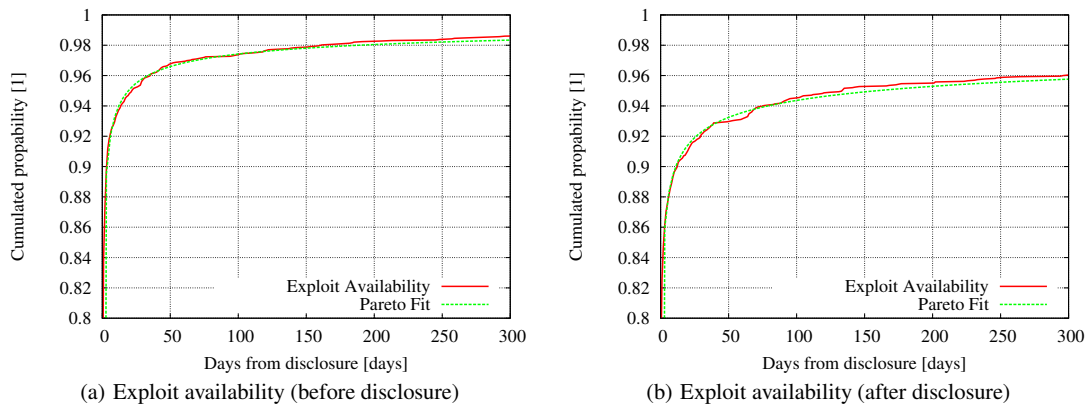 1
0.98
0.96
0.94
0.92
0.9
0.88
0.86
0.84
0.82
0.8
Cumulated propability [1]
0 50 100 150 200 250 300
Days from disclosure [days]
Exploit Availability
Pareto Fit
(a) Exploit availability (before disclosure)
1
0.98
0.96
0.94
0.92
0.9
0.88
0.86
0.84
0.82
0.8
Cumulated propability [1]
0 50 100 150 200 250 300
Days from disclosure [days]
Exploit Availability
Pareto Fit
(b) Exploit availability (after disclosure)